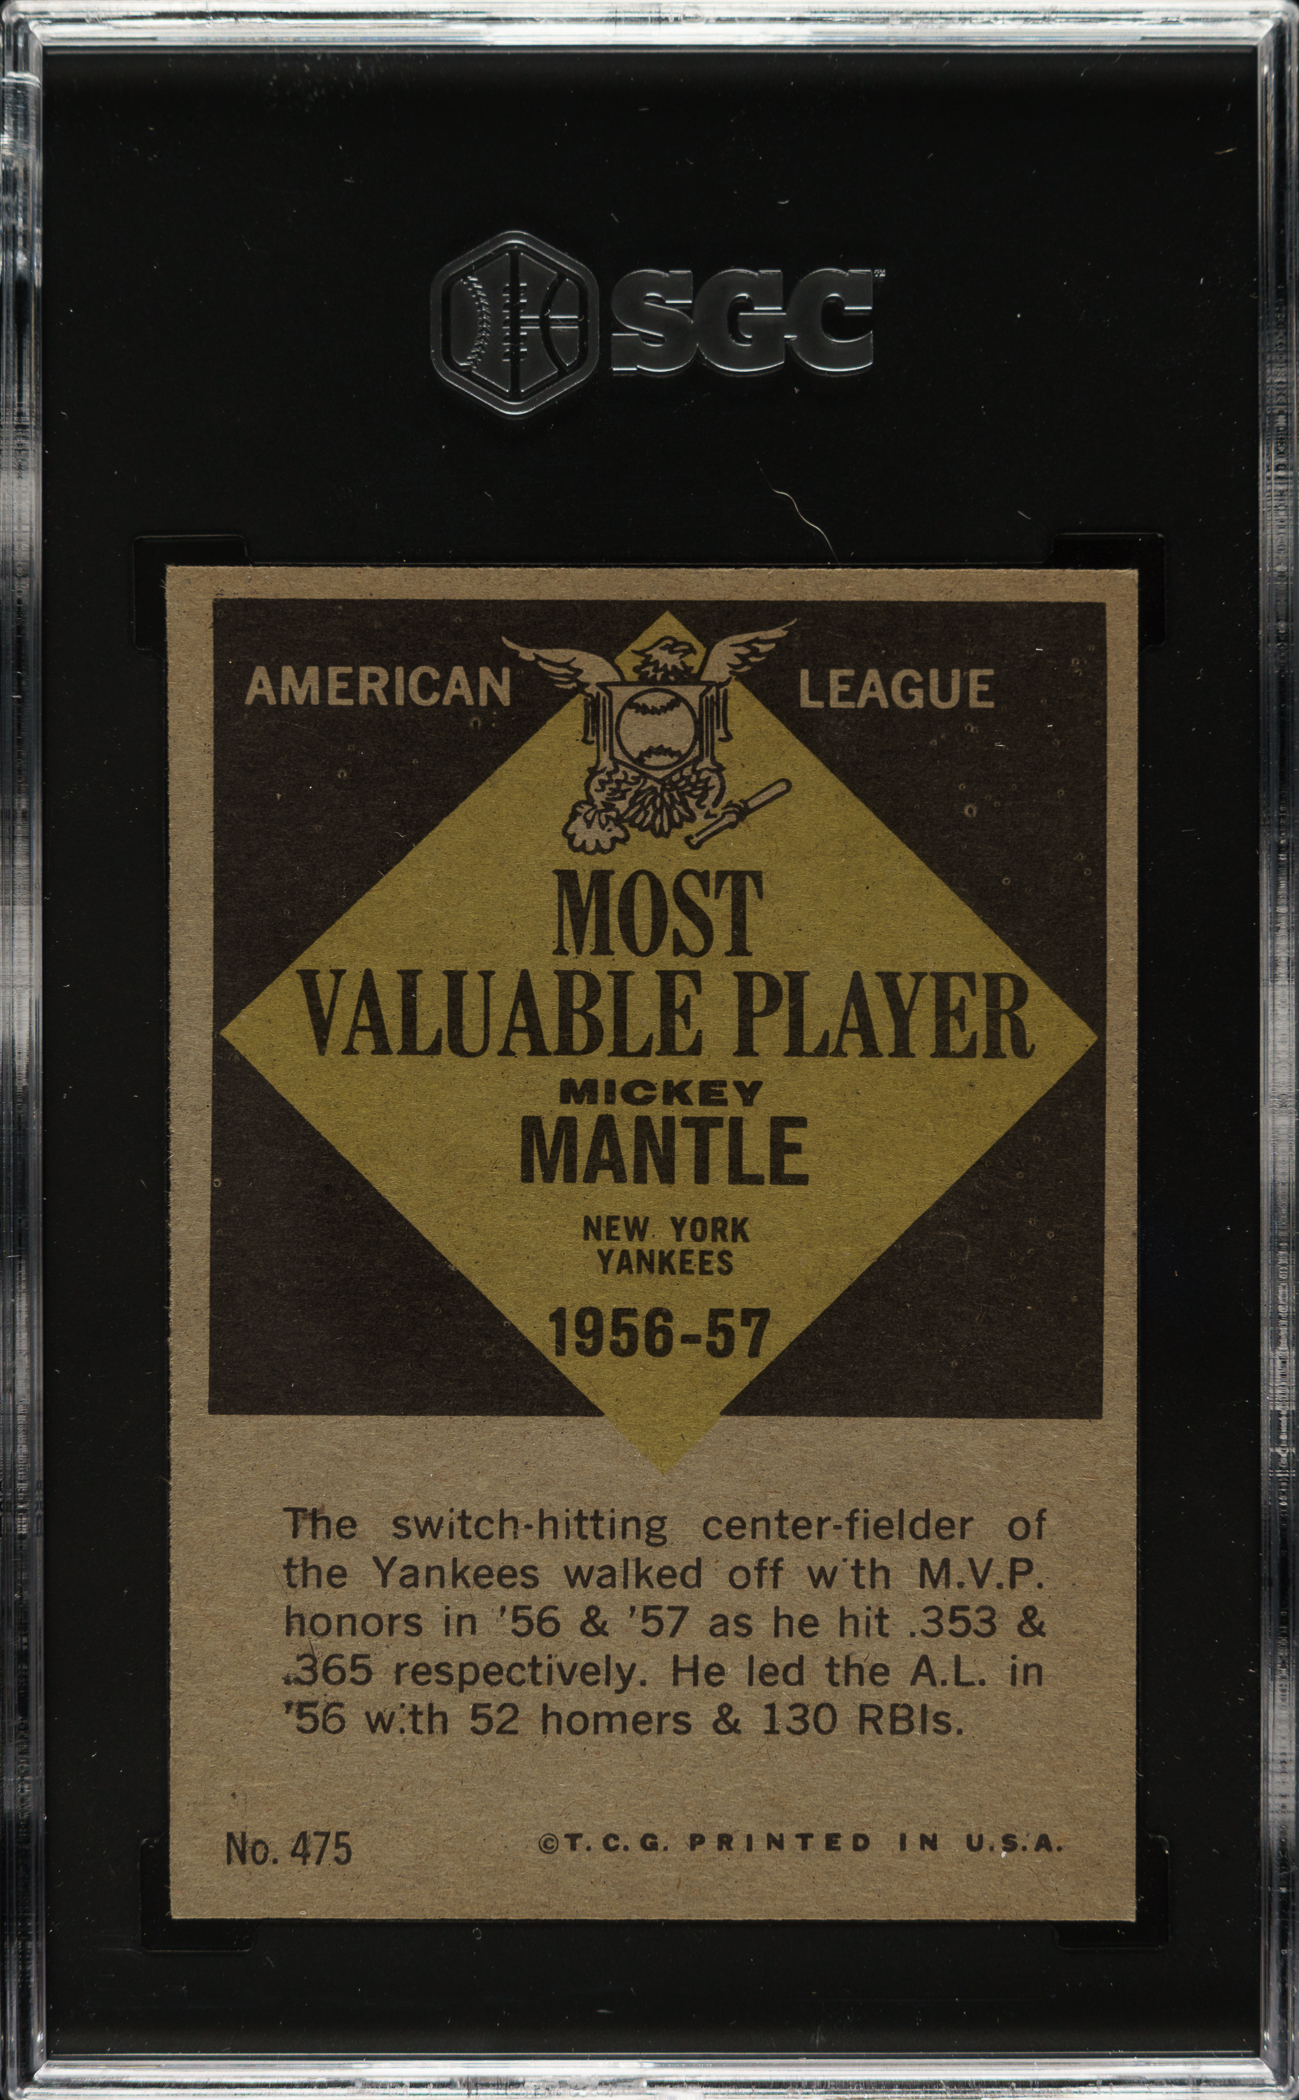 SGC
AMERICAN LEAGUE
MOST
VALUABLE PLAYER
MICKEY
MANTLE
NEW YORK
YANKEES
1956-57
The switch-hitting center-fielder of
the Yankees walked off with M.V.P.
honors in '56 & '57 as he hit .353 &
.365 respectively. He led the A.L. in
'56 with 52 homers & 130 RBIs.
No. 475
©T.C.G. PRINTED IN U.S.A.